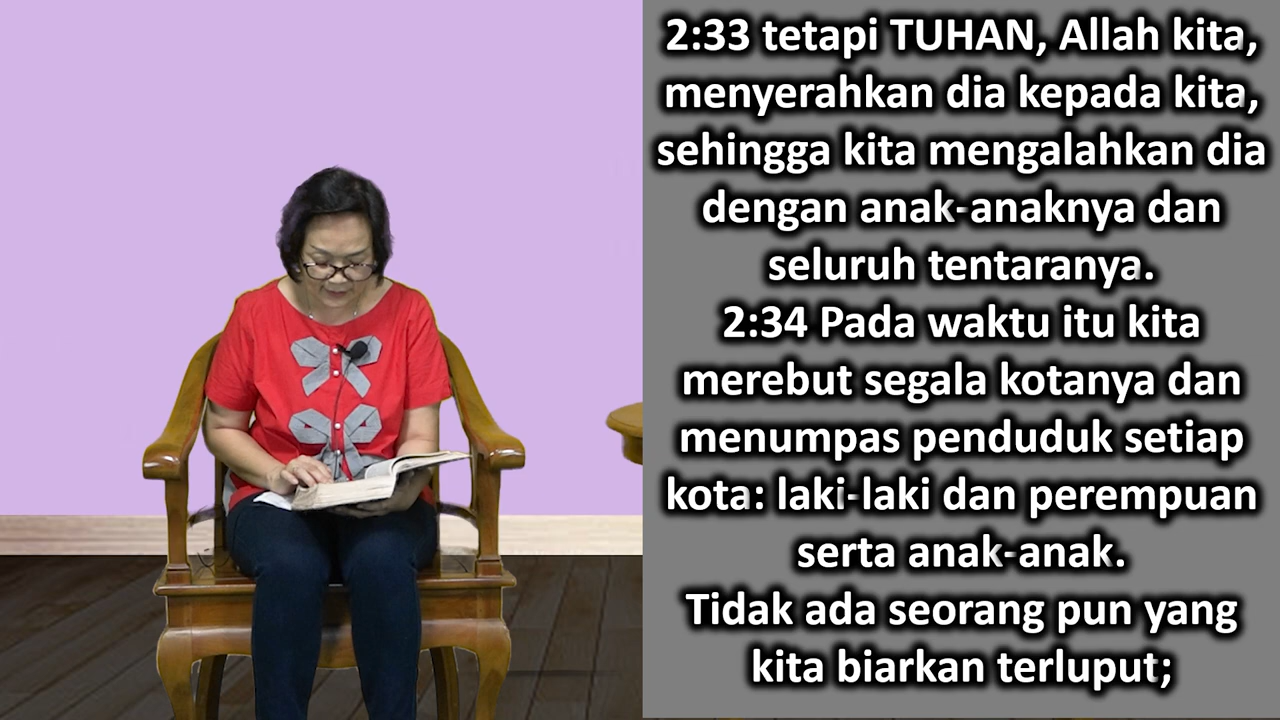 2:33 tetapi TUHAN, Allah kita,
menyerahkan dia kepada kita,
sehingga kita mengalahkan dia
dengan anak-anaknya dan
seluruh tentaranya.
2:34 Pada waktu itu kita
merebut segala kotanya dan
menumpas penduduk setiap
kota: laki-laki dan perempuan
serta anak-anak.
Tidak ada seorang pun yang
kita biarkan terluput;